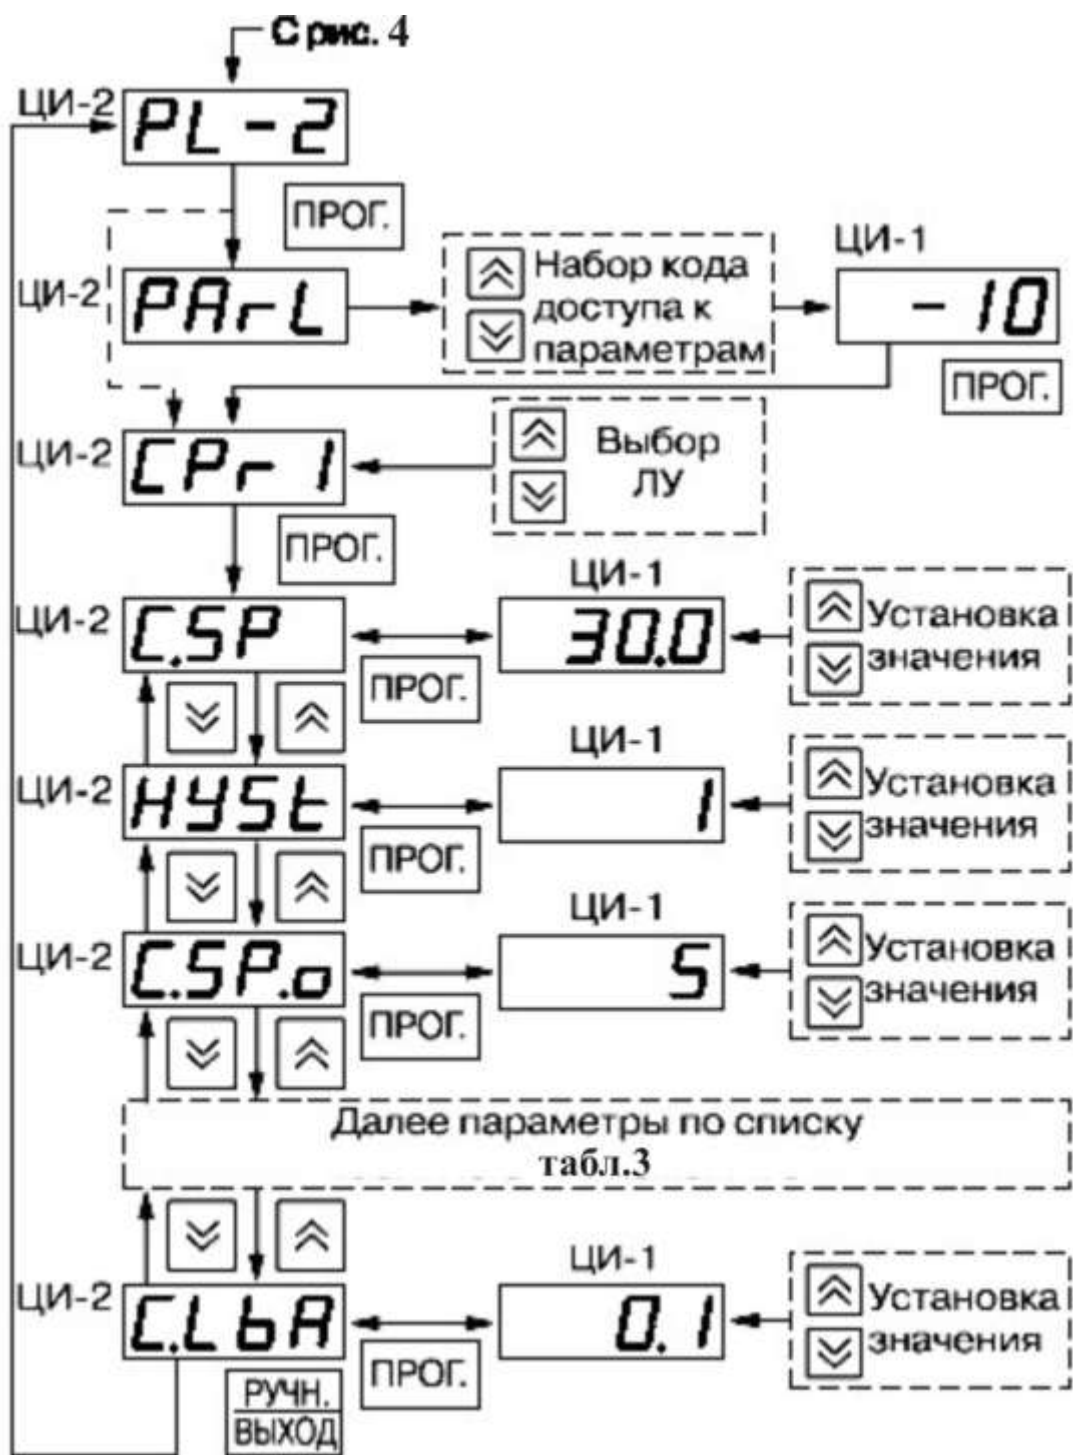 С рис. 4
ЦИ-2
PL-2
ПРОГ.
ЦИ-2
PArL
Набор кода
доступа к
параметрам
ЦИ-1
-10
ПРОГ.
ЦИ-2
CPr1
Выбор
ЛУ
ПРОГ.
ЦИ-2
C.SP
ПРОГ.
ЦИ-1
30.0
Установка
значения
ЦИ-2
HYSt
ПРОГ.
ЦИ-1
1
Установка
значения
ЦИ-2
C.SP.o
ПРОГ.
ЦИ-1
5
Установка
значения
Далее параметры по списку
табл.3
ЦИ-2
C.LbA
ПРОГ.
ЦИ-1
0.1
Установка
значения
РУЧН.
ВЫХОД